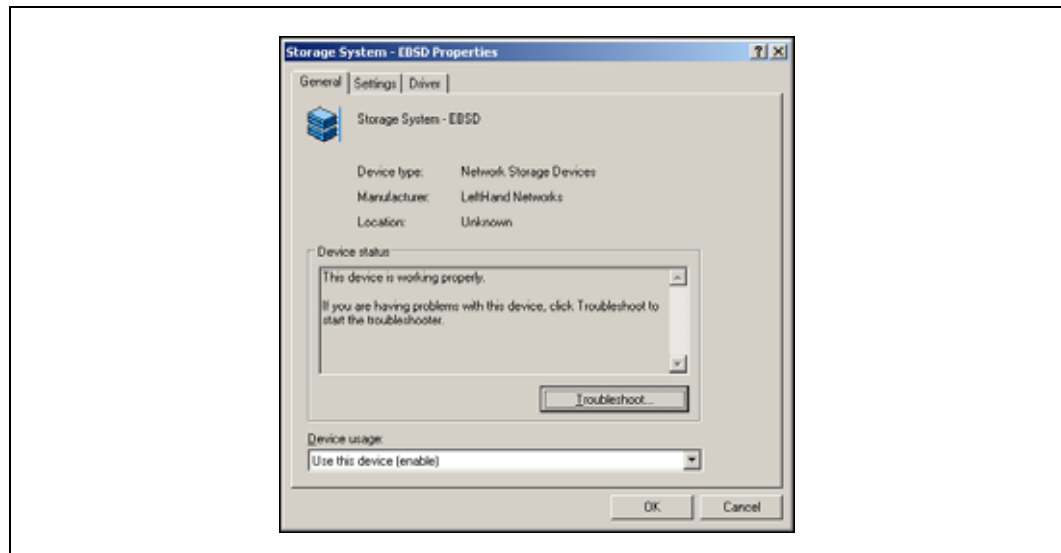 Storage System - EBSD Properties
General Settings Driver
Storage System - EBSD
Device type: Network Storage Devices
Manufacturer: LeftHand Networks
Location: Unknown
Device status
This device is working properly.
If you are having problems with this device, click Troubleshoot to
start the troubleshooter.
Troubleshoot...
Device usage:
Use this device (enable)
OK Cancel